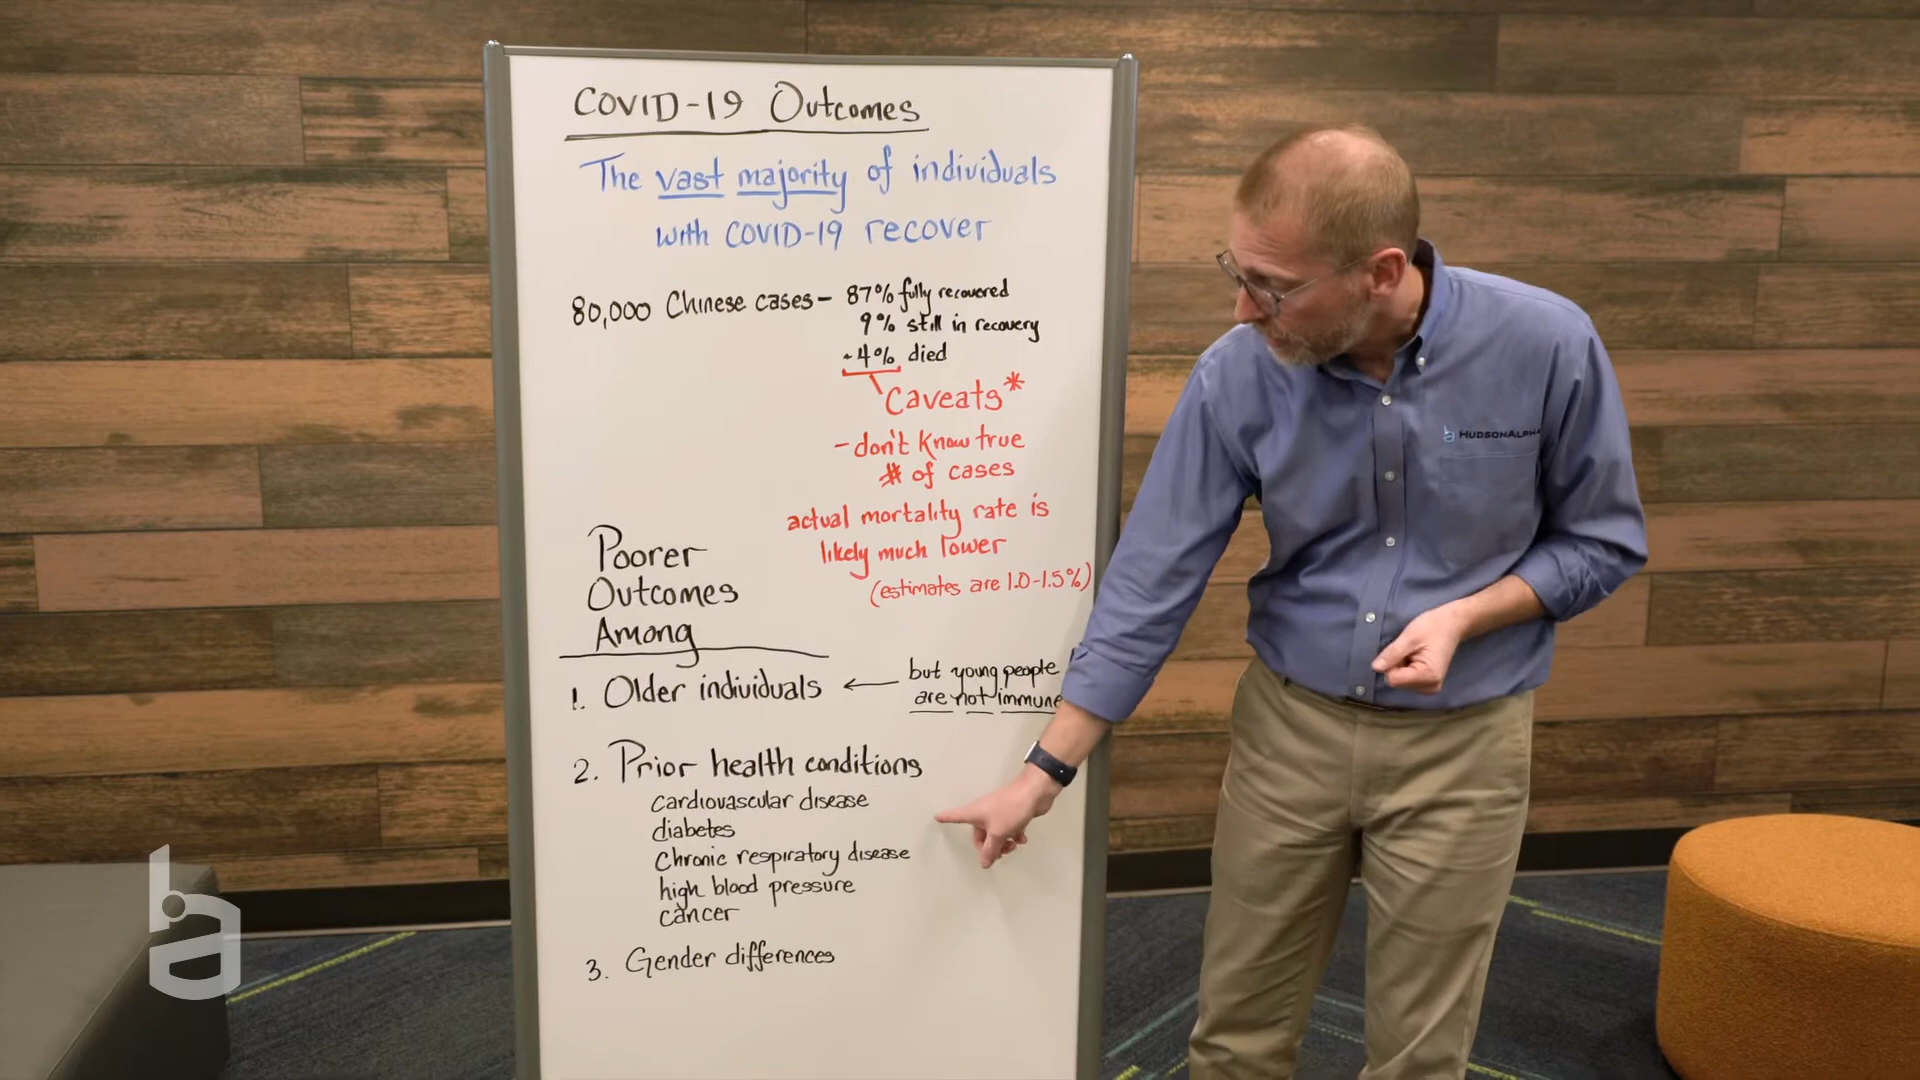 COVID-19 Outcomes
The vast majority of individuals
with COVID-19 recover
80,000 Chinese cases - 87% fully recovered
9% still in recovery
~4% died
Caveats*
- don't know true
# of cases
actual mortality rate is
likely much lower
(estimates are 1.0-1.5%)
Poorer
Outcomes
Among
1. Older individuals ← but young people
are not immune
2. Prior health conditions
cardiovascular disease
diabetes
chronic respiratory disease
high blood pressure
cancer
3. Gender differences
HUDSONALPHA
ha